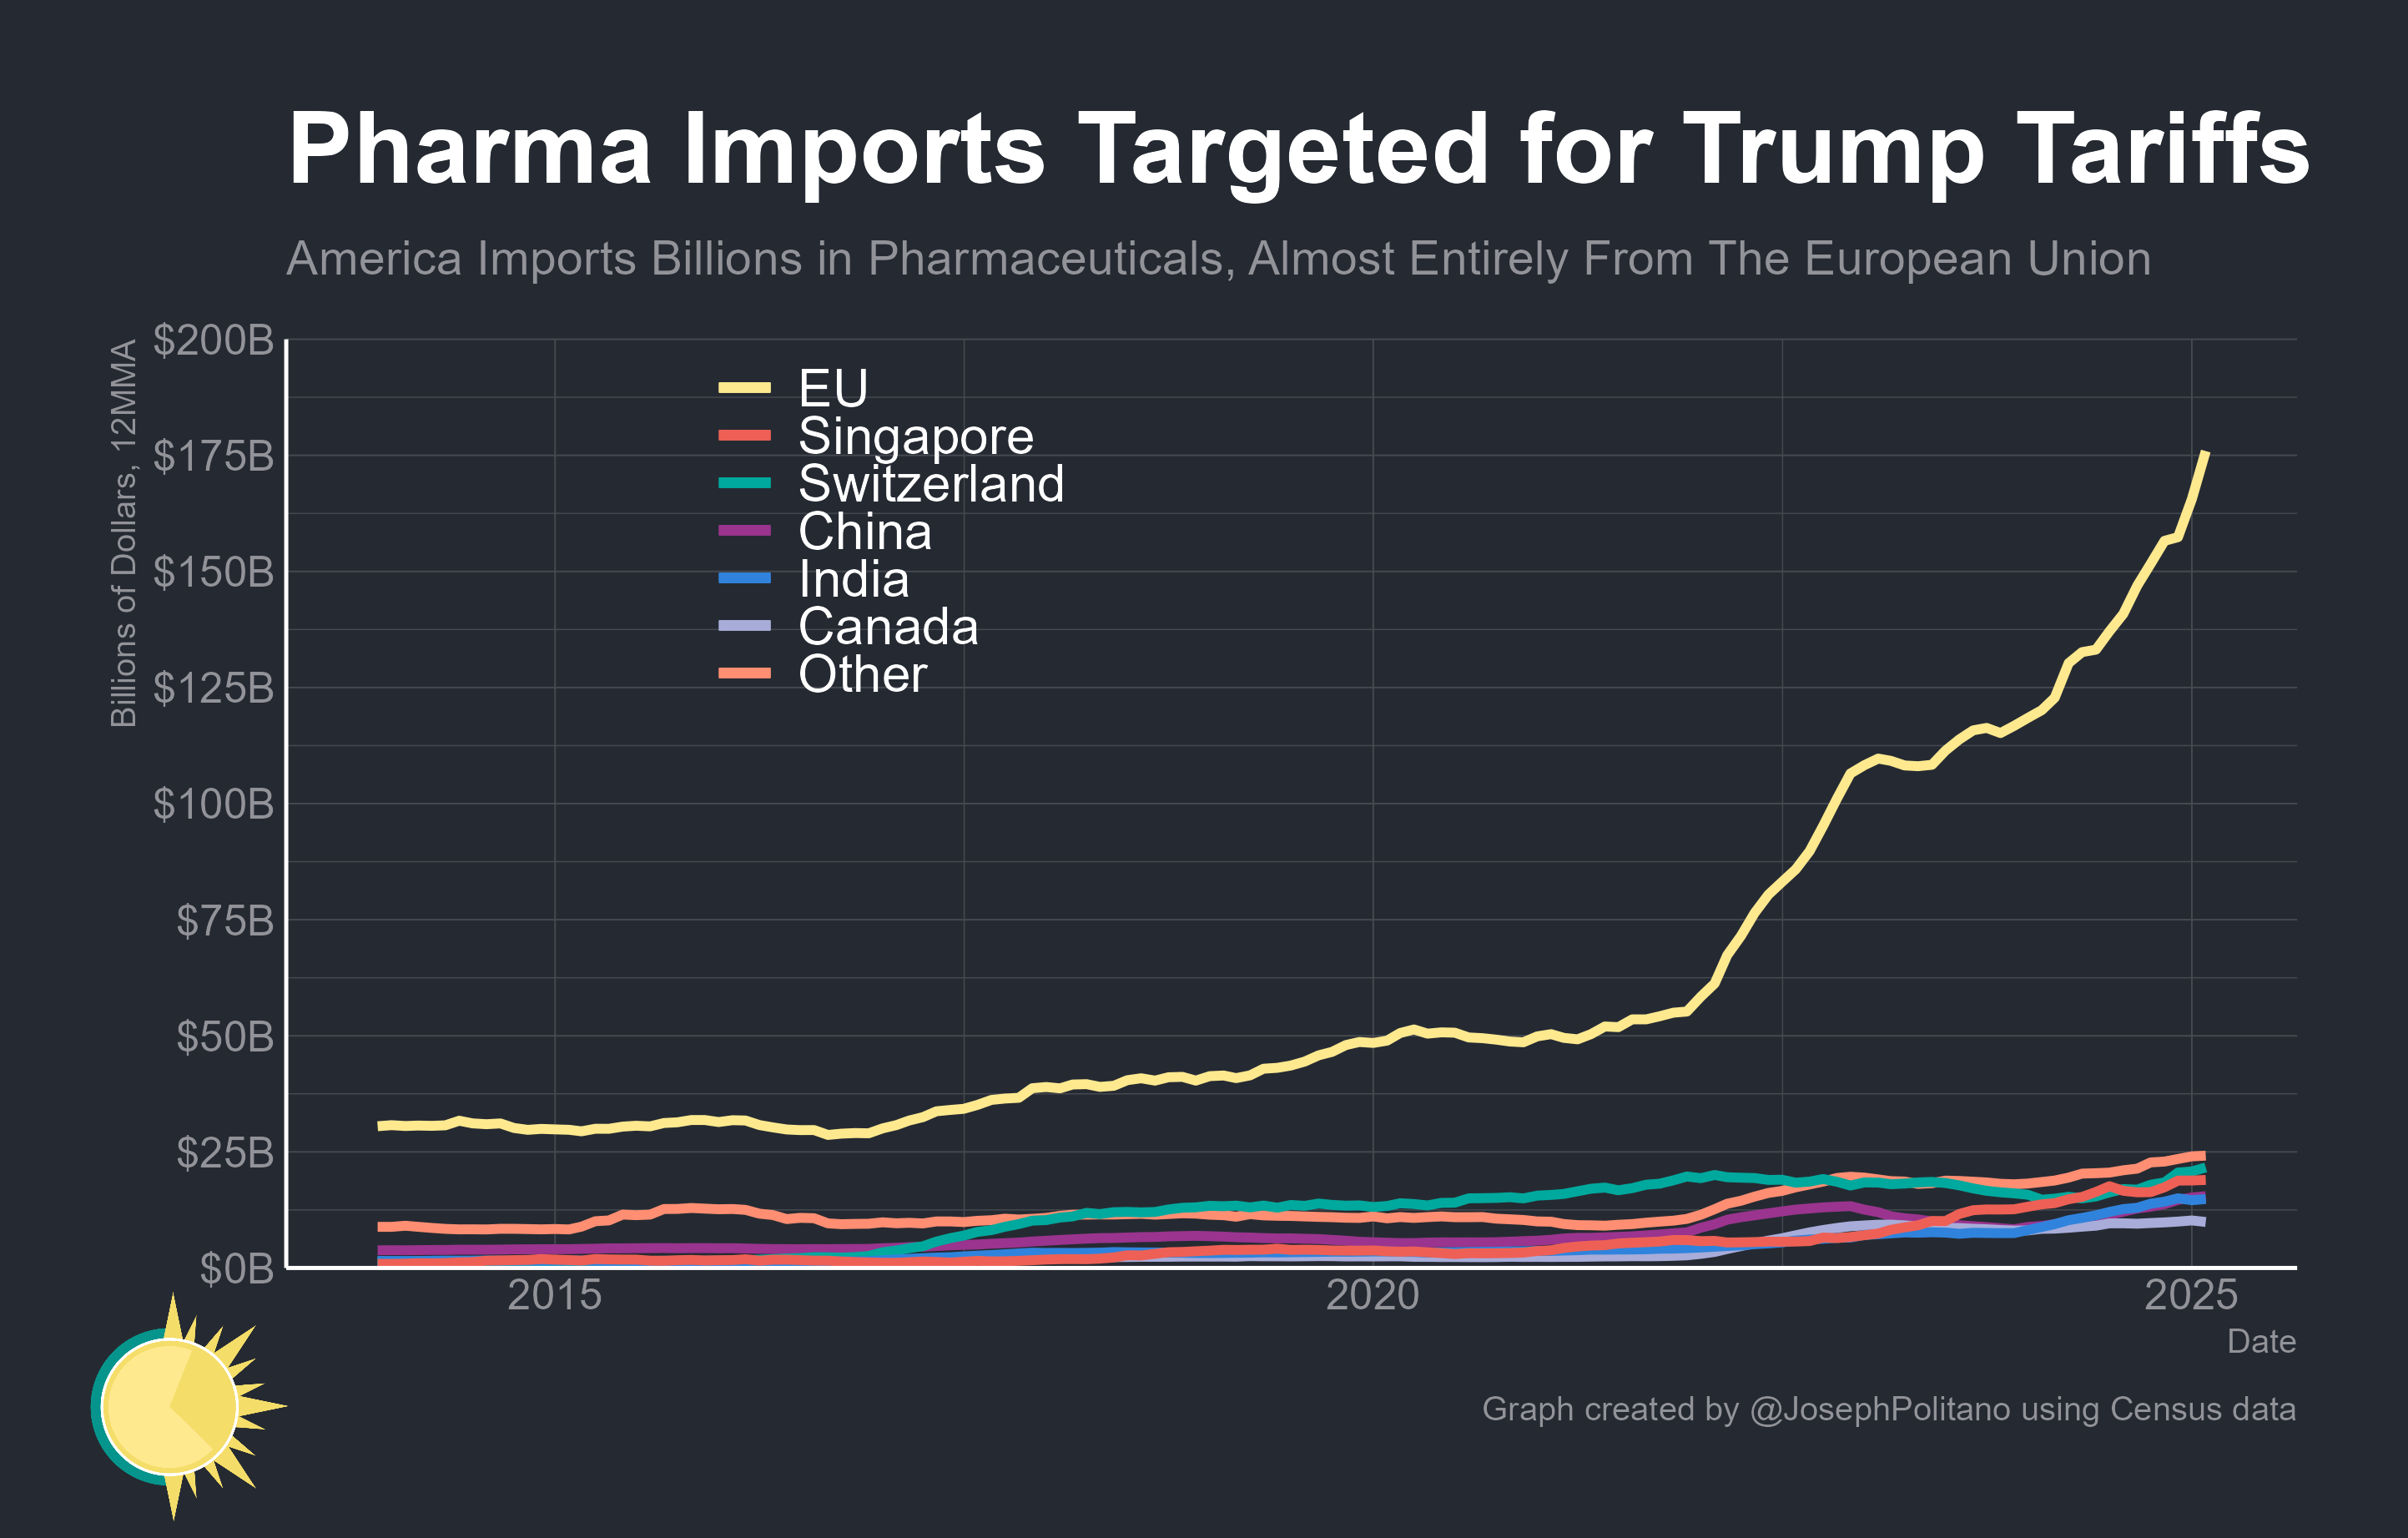 Pharma Imports Targeted for Trump Tariffs
America Imports Billions in Pharmaceuticals, Almost Entirely From The European Union
Billions of Dollars, 12MMA
$200B
$175B
$150B
$125B
$100B
$75B
$50B
$25B
$0B
EU
Singapore
Switzerland
China
India
Canada
Other
2015
2020
2025
Date
Graph created by @JosephPolitano using Census data